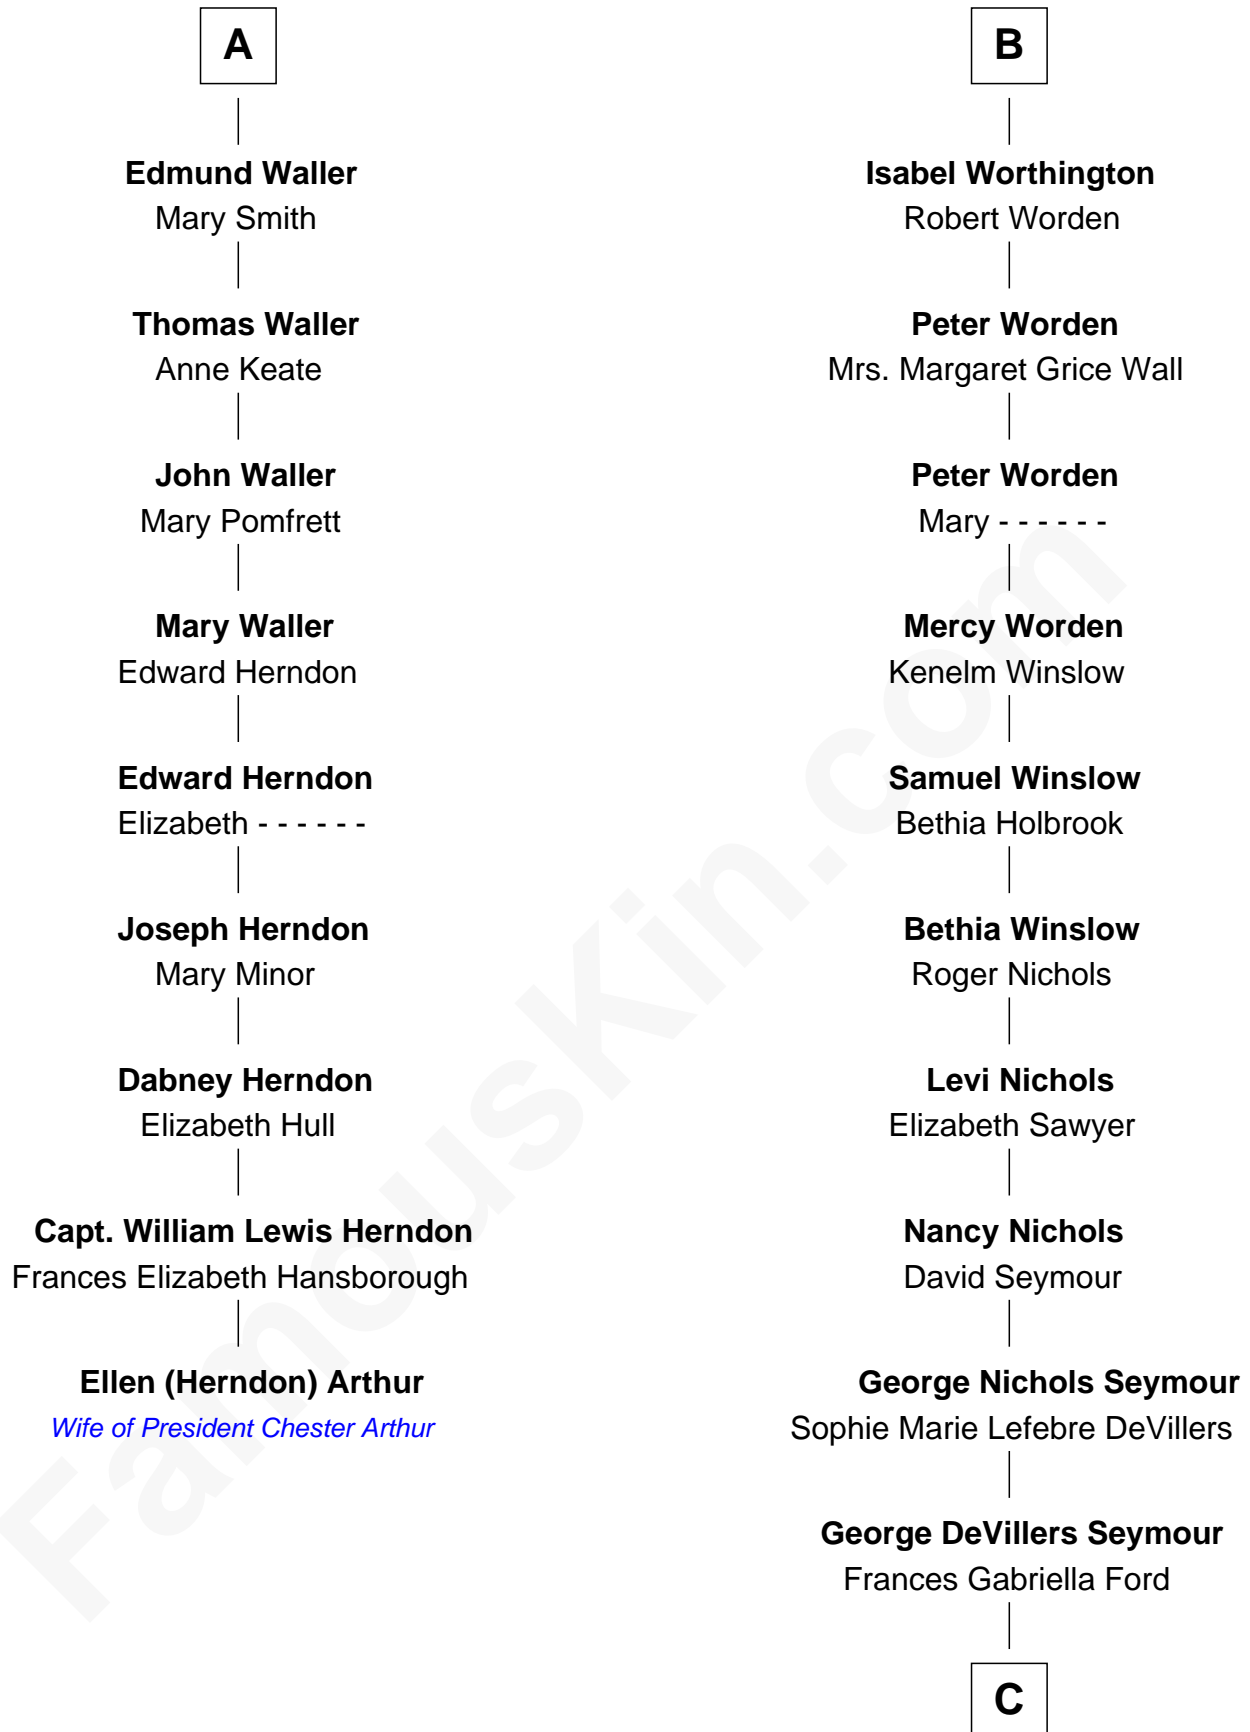 A
Edmund Waller
Mary Smith
Thomas Waller
Anne Keate
John Waller
Mary Pomfrett
Mary Waller
Edward Herndon
Edward Herndon
Elizabeth - - - - - -
Joseph Herndon
Mary Minor
Dabney Herndon
Elizabeth Hull
Capt. William Lewis Herndon
Frances Elizabeth Hansborough
Ellen (Herndon) Arthur
Wife of President Chester Arthur
B
Isabel Worthington
Robert Worden
Peter Worden
Mrs. Margaret Grice Wall
Peter Worden
Mary - - - - - -
Mercy Worden
Kenelm Winslow
Samuel Winslow
Bethia Holbrook
Bethia Winslow
Roger Nichols
Levi Nichols
Elizabeth Sawyer
Nancy Nichols
David Seymour
George Nichols Seymour
Sophie Marie Lefebre DeVillers
George DeVillers Seymour
Frances Gabriella Ford
C
FamousKin.com